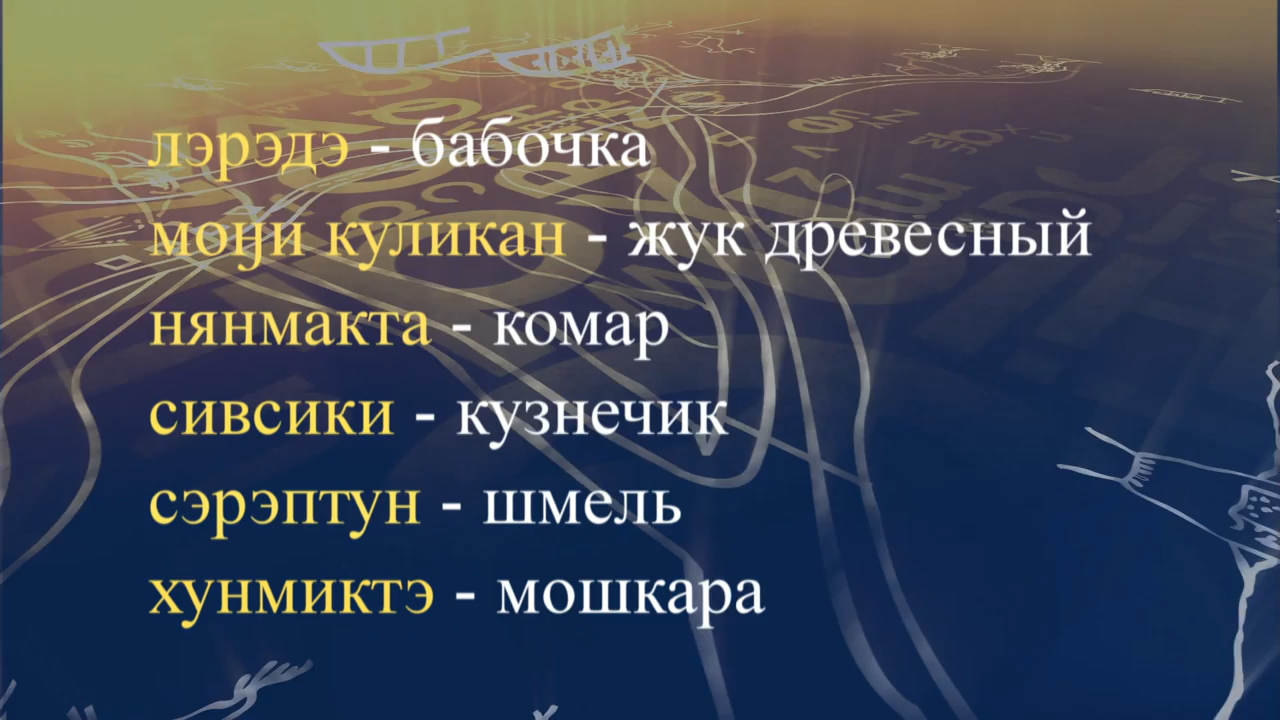 лэрэдэ - бабочка
моӈи куликан - жук древесный
нянмакта - комар
сивсики - кузнечик
сэрэптун - шмель
хунмиктэ - мошкара